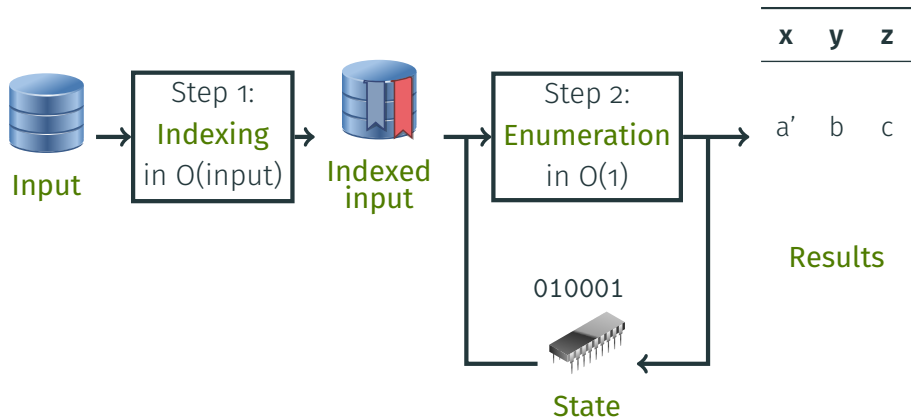 x y z
Step 1:
Indexing
in O(input)
Step 2:
Enumeration
in O(1)
a' b c
Input
Indexed
input
Results
010001
State